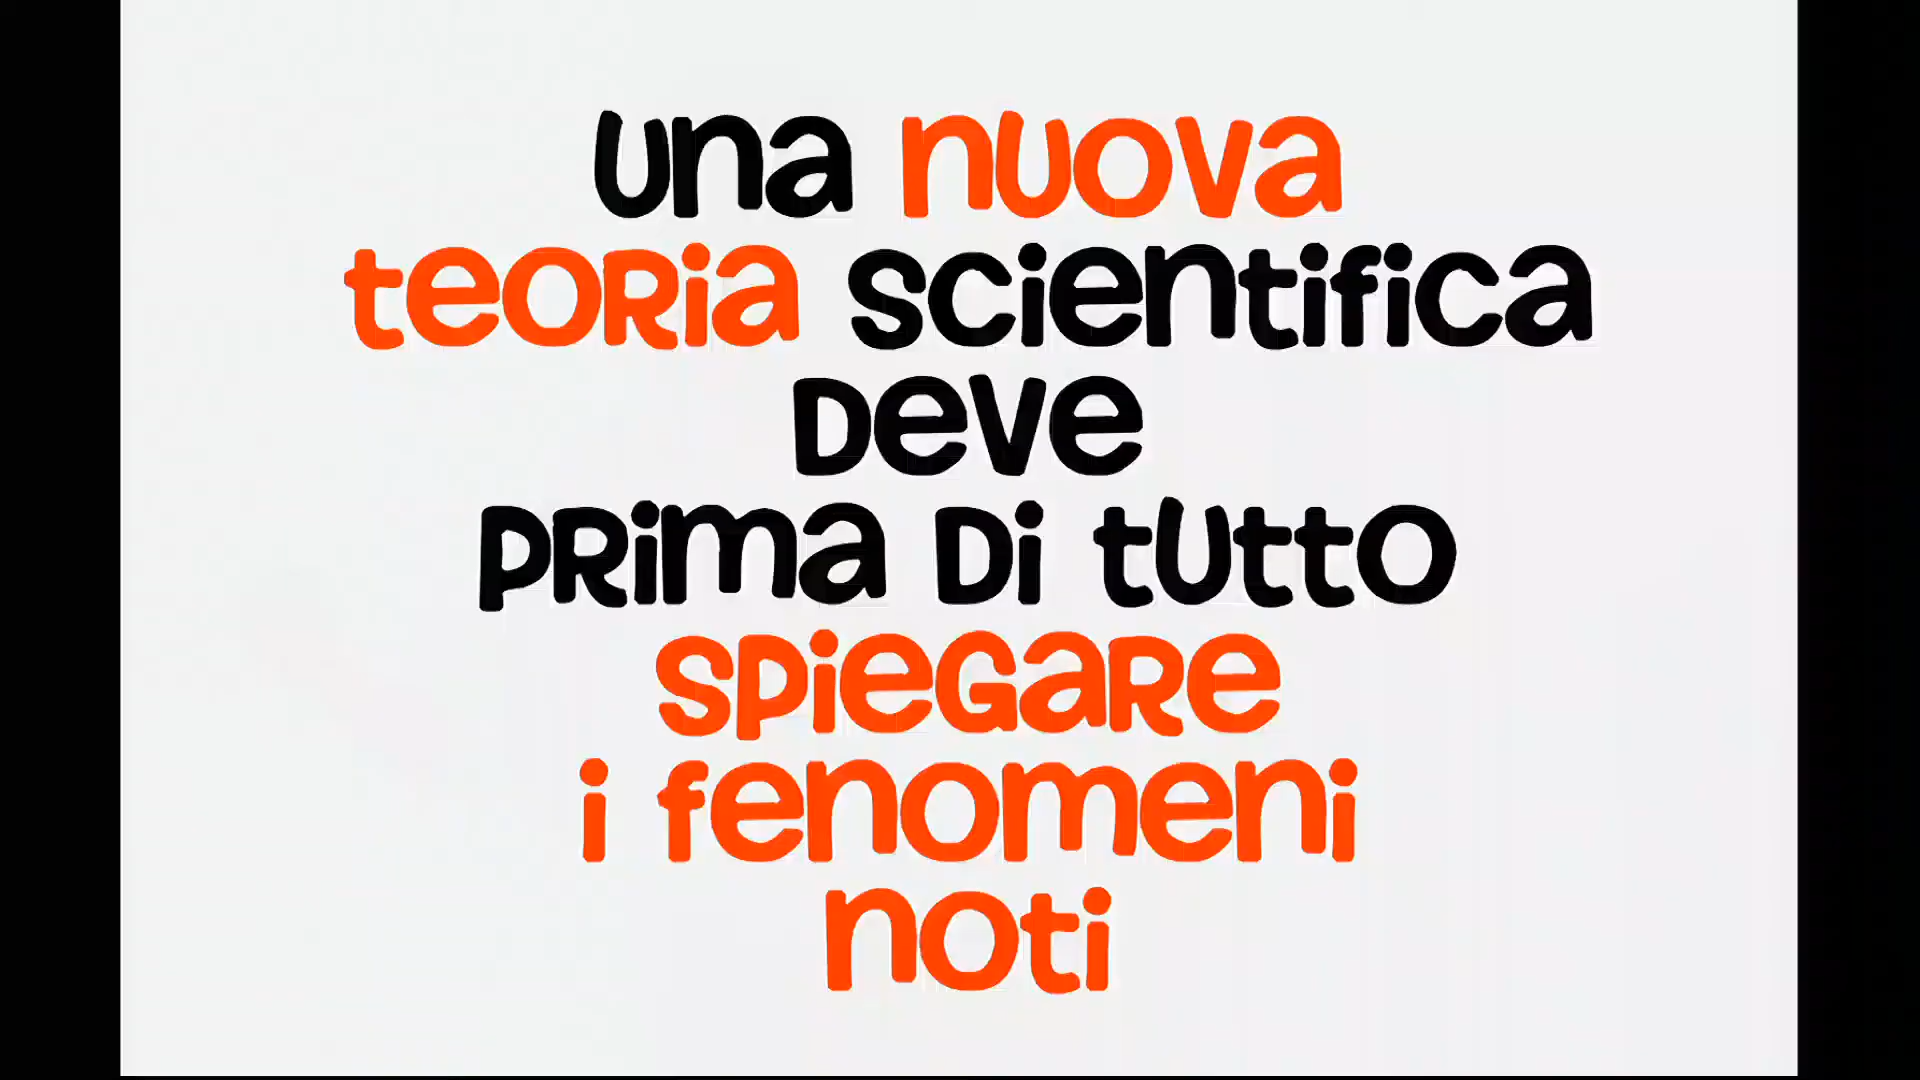 una nuova
teoria scientifica
deve
prima di tutto
spiegare
i fenomeni
noti